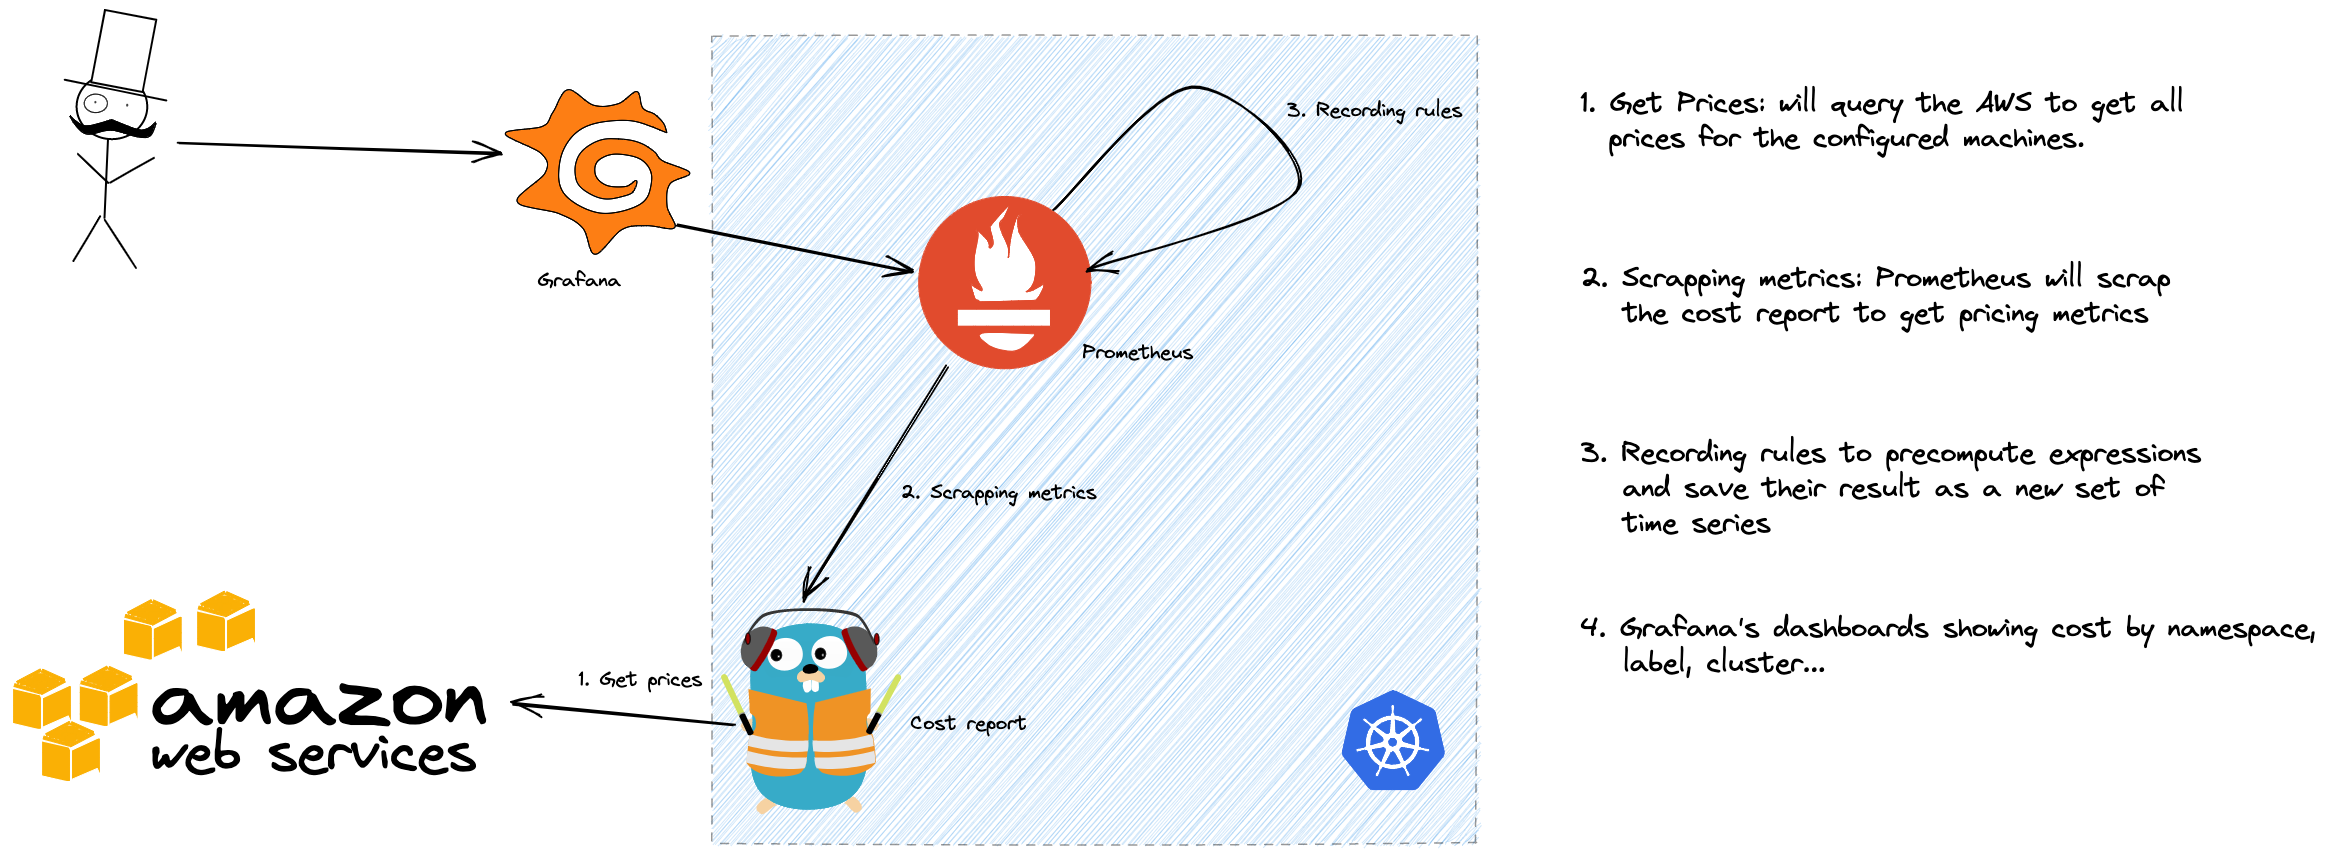 3. Recording rules
Grafana
Prometheus
2. Scrapping metrics
1. Get prices
Cost report
amazon
web services
1. Get Prices: will query the AWS to get all
prices for the configured machines.
2. Scrapping metrics: Prometheus will scrap
the cost report to get pricing metrics
3. Recording rules to precompute expressions
and save their result as a new set of
time series
4. Grafana's dashboards showing cost by namespace,
label, cluster...